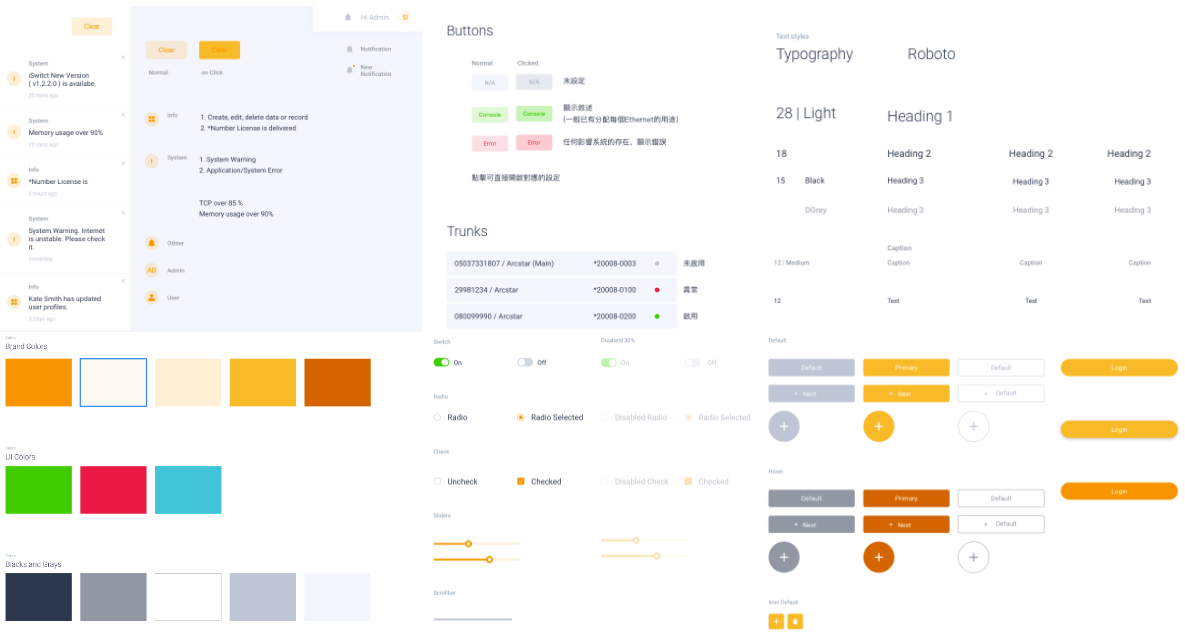 Clear
System
iSwitct New Version
( v1.2.2.0 ) is availabe.
20 mins ago
System
Memory usage over 90%
20 mins ago
Info
*Number License is
2 hours ago
System
System Warning. Internet
is unstable. Please check
it.
Yesterday
Info
Kate Smith has updated
user profiles.
3 Days ago
Hi Admin
Clear
Clear
Normal
on Click
Notification
New
Notification
Info
1. Create, edit, delete data or record
2. *Number License is delivered
System
1. System Warning
2. Application/System Error
TCP over 85 %
Memory usage over 90%
Othter
AB
Admin
User
Brand Colors
UI Colors
Blacks and Grays
Buttons
Normal
Clicked
N/A
N/A
未設定
Console
Console
顯示敘述
(一般已有分配每個Ethernet的用途)
Error
Error
任何影響系統的存在，顯示錯誤
點擊可直接開啟對應的設定
Trunks
05037331807 / Arcstar (Main)
*20008-0003
未啟用
29981234 / Arcstar
*20008-0100
異常
080099990 / Arcstar
*20008-0200
啟用
Switch
Disabeld 30%
On
Off
On
Off
Radio
Radio
Radio Selected
Disabled Radio
Radio Selected
Check
Uncheck
Checked
Disabled Check
Checked
Sliders
Scrollbar
Text styles
Typography
Roboto
28 | Light
Heading 1
18
Heading 2
Heading 2
Heading 2
15
Black
Heading 3
Heading 3
Heading 3
DGrey
Heading 3
Heading 3
Heading 3
Caption
12 | Medium
Caption
Caption
Caption
12
Text
Text
Text
Default
Default
Primary
Default
Login
+ Next
+ Next
+ Default
Login
Hover
Default
Primary
Default
Login
+ Next
+ Next
+ Default
Icon Default